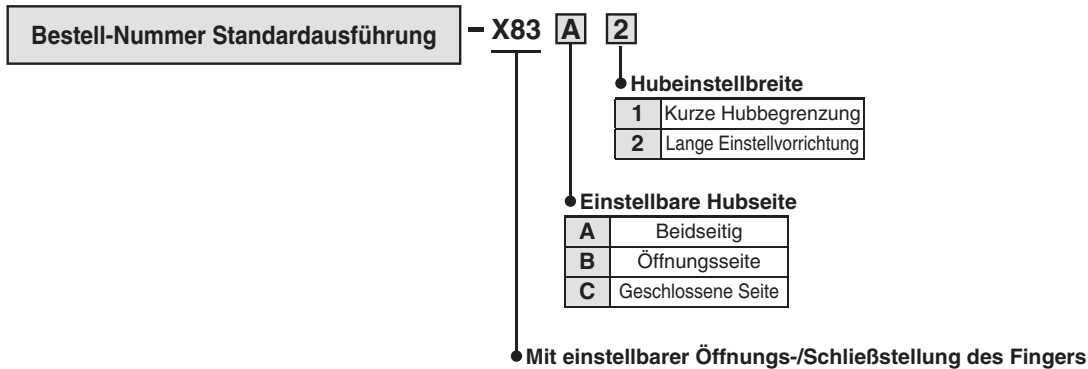 Bestell-Nummer Standardausführung - X83 A 2
Hubeinstellbreite
1 Kurze Hubbegrenzung
2 Lange Einstellvorrichtung
Einstellbare Hubseite
A Beidseitig
B Öffnungsseite
C Geschlossene Seite
Mit einstellbarer Öffnungs-/Schließstellung des Fingers